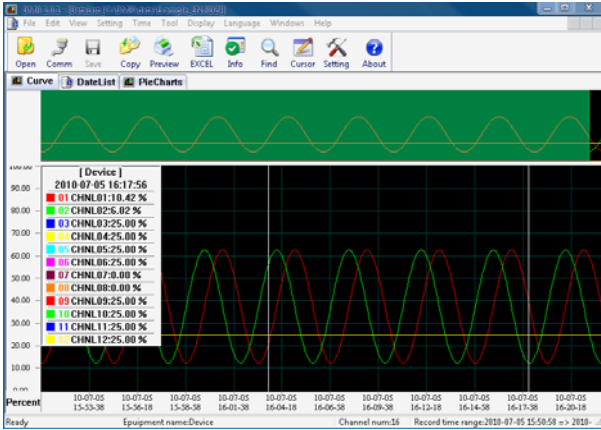 File Edit View Setting Time Tool Display Language Windows Help
Open Comm Save Copy Preview EXCEL Info Find Cursor Setting About
Curve DateList PieCharts
[ Device ]
2010-07-05 16:17:56
01 CHNL01:10.42 %
02 CHNL02:6.02 %
03 CHNL03:25.00 %
CHNL04:25.00 %
05 CHNL05:25.00 %
06 CHNL06:25.00 %
07 CHNL07:0.00 %
08 CHNL08:0.00 %
09 CHNL09:25.00 %
10 CHNL10:25.00 %
11 CHNL11:25.00 %
CHNL12:25.00 %
90.00
80.00
70.00
60.00
50.00
40.00
30.00
20.00
10.00
Percent
10-07-05 10-07-05 10-07-05 10-07-05 10-07-05 10-07-05 10-07-05 10-07-05 10-07-05 10-07-05 10-07-05
15-53-38 15-56-18 15-58-58 16-01-38 16-04-18 16-06-58 16-09-38 16-12-18 16-14-58 16-17-38 16-20-18
Ready Epuipment name:Device Channel num:16 Record time range:2010-07-05 15:50:58 => 2010-